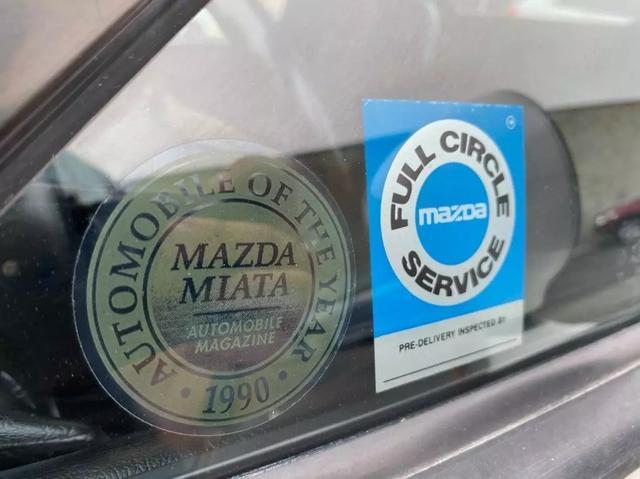 AUTOMOBILE OF THE YEAR
MAZDA
MIATA
AUTOMOBILE
MAGAZINE
• 1990 •
FULL CIRCLE
mazda
SERVICE
PRE-DELIVERY INSPECTED BY